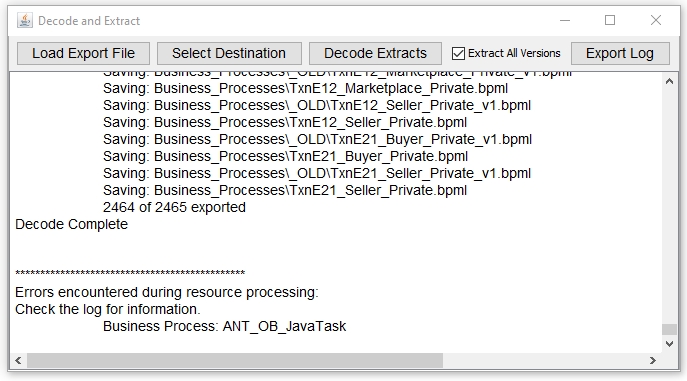 Decode and Extract
Load Export File Select Destination Decode Extracts Extract All Versions Export Log
Saving: Business_Processes\_OLD\TxnE12_Marketplace_Private_v1.bpml
Saving: Business_Processes\TxnE12_Marketplace_Private.bpml
Saving: Business_Processes\_OLD\TxnE12_Seller_Private_v1.bpml
Saving: Business_Processes\TxnE12_Seller_Private.bpml
Saving: Business_Processes\_OLD\TxnE21_Buyer_Private_v1.bpml
Saving: Business_Processes\TxnE21_Buyer_Private.bpml
Saving: Business_Processes\_OLD\TxnE21_Seller_Private_v1.bpml
Saving: Business_Processes\TxnE21_Seller_Private.bpml
2464 of 2465 exported
Decode Complete
**********************************************
Errors encountered during resource processing:
Check the log for information.
Business Process: ANT_OB_JavaTask